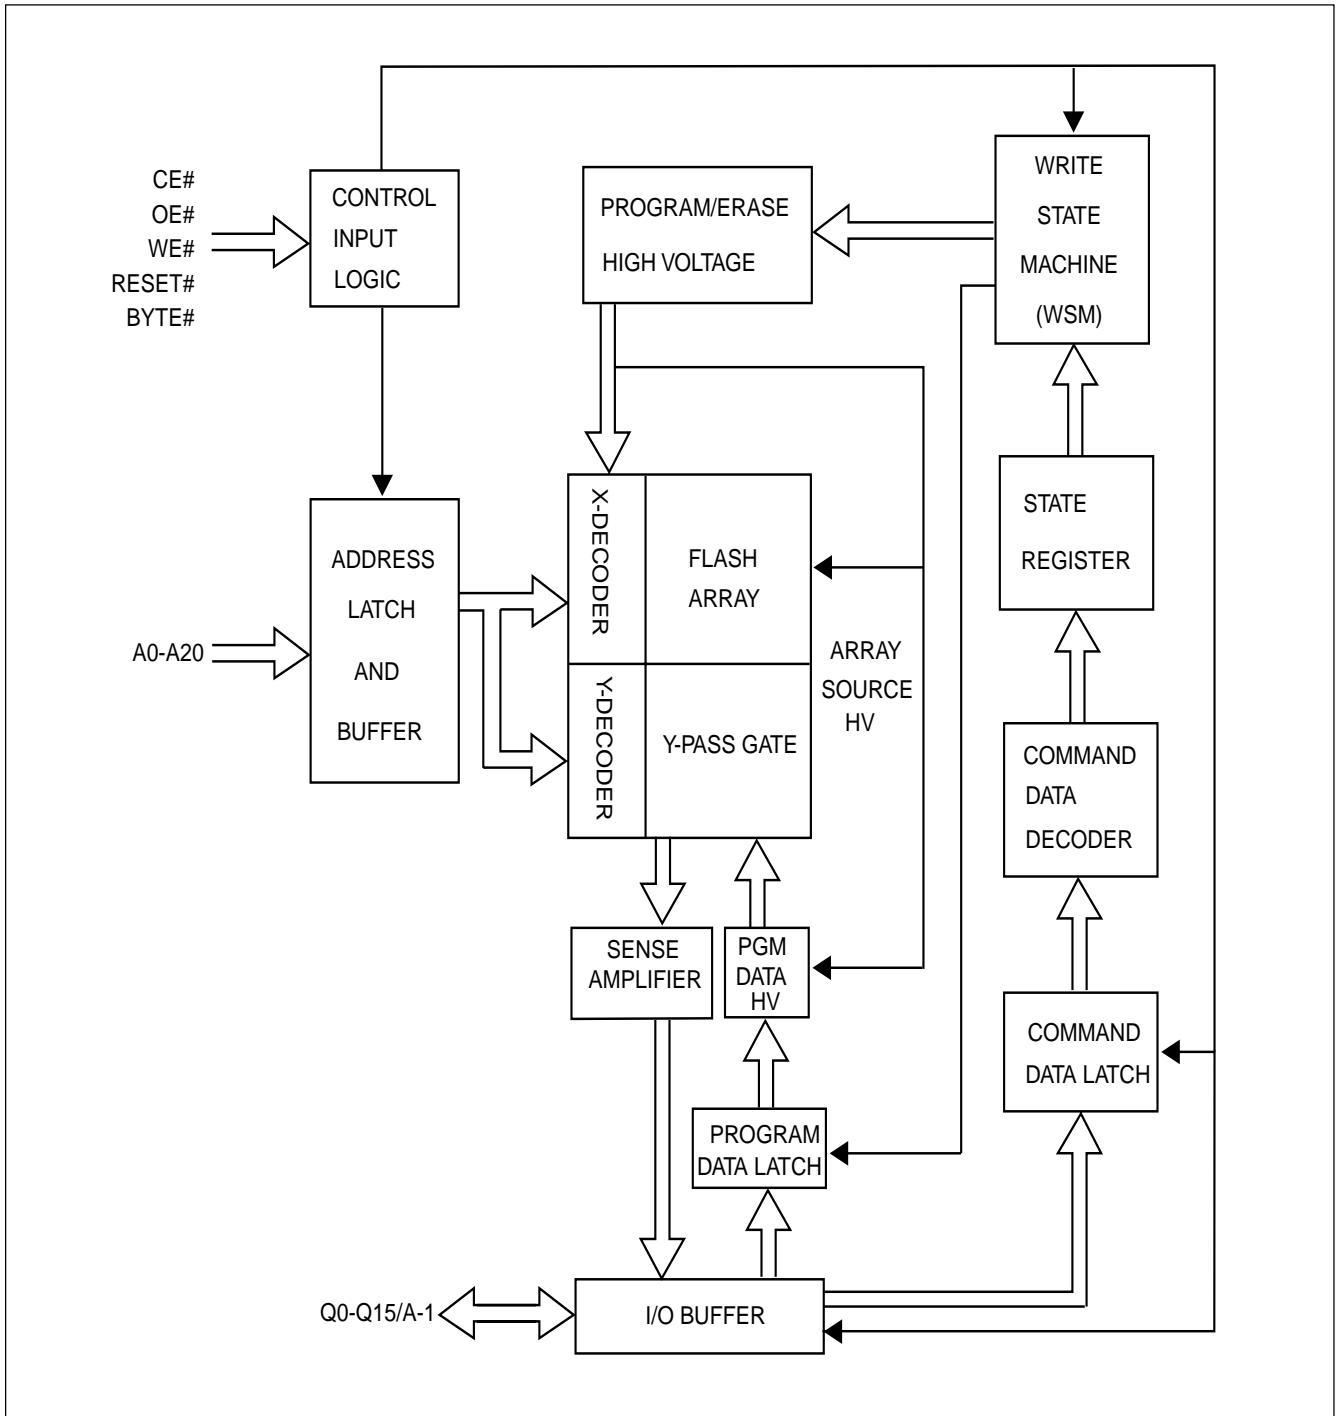 CE#
OE#
WE#
RESET#
BYTE#
CONTROL
INPUT
LOGIC
PROGRAM/ERASE
HIGH VOLTAGE
WRITE
STATE
MACHINE
(WSM)
STATE
REGISTER
A0-A20
ADDRESS
LATCH
AND
BUFFER
X-DECODER
FLASH
ARRAY
Y-DECODER
Y-PASS GATE
ARRAY
SOURCE
HV
COMMAND
DATA
DECODER
SENSE
AMPLIFIER
PGM
DATA
HV
COMMAND
DATA LATCH
PROGRAM
DATA LATCH
Q0-Q15/A-1
I/O BUFFER